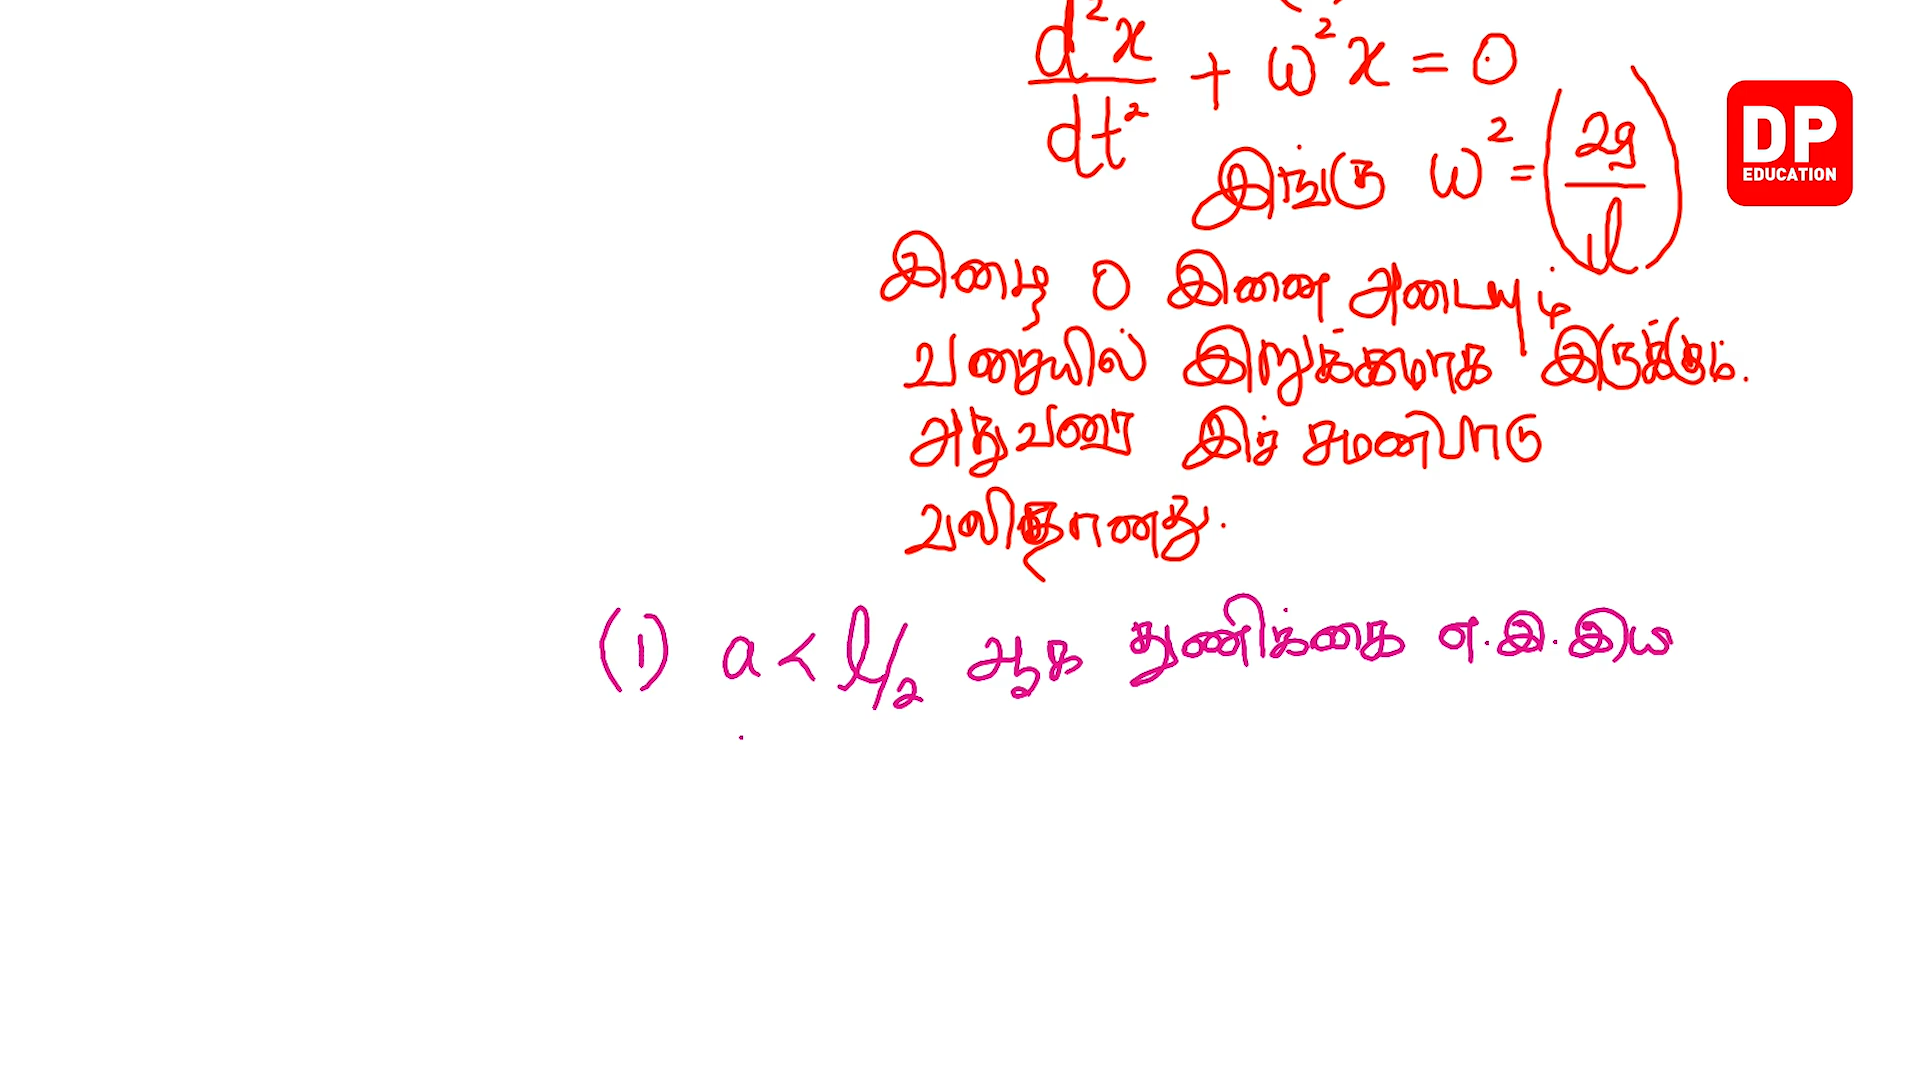 d²x/dt² + ω²x = 0
இங்கு ω² = (2g/l)
இழை 0 இனை அடையும்
வரையில் இறுக்கமாக இருக்கும்.
அதுவரை இச் சமன்பாடு
வலிதானது.
(1) a < l/2 ஆக துணிக்கை எ.இ.இய
DP
EDUCATION